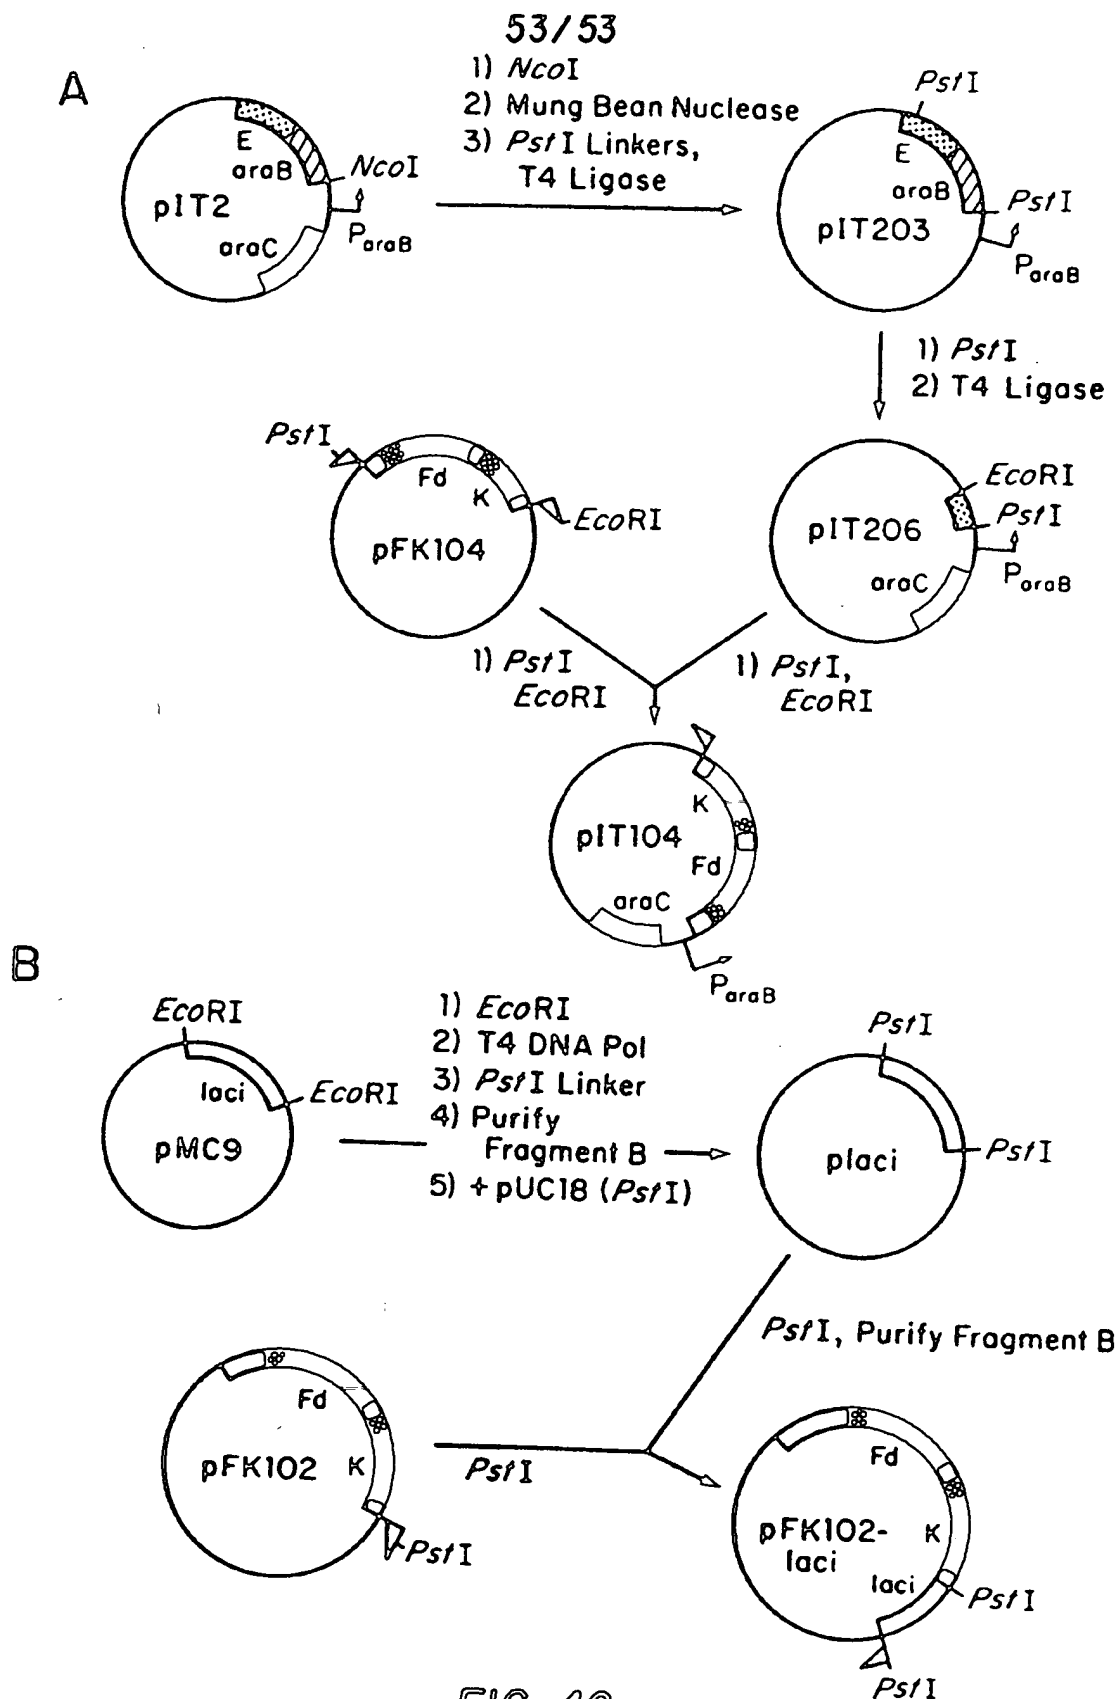 53/53
A
1) NcoI
2) Mung Bean Nuclease
3) PstI Linkers,
T4 Ligase
E
araB
NcoI
pIT2
araC
ParaB
PstI
E
araB
PstI
pIT203
ParaB
1) PstI
2) T4 Ligase
PstI
Fd
K
EcoRI
pFK104
EcoRI
PstI
pIT206
araC
ParaB
1) PstI
EcoRI
1) PstI,
EcoRI
K
pIT104
Fd
araC
ParaB
B
EcoRI
laci
EcoRI
pMC9
1) EcoRI
2) T4 DNA Pol
3) PstI Linker
4) Purify
Fragment B
5) +pUC18 (PstI)
PstI
PstI
placi
PstI, Purify Fragment B
Fd
pFK102
K
PstI
PstI
Fd
pFK102-
laci
K
laci
PstI
PstI